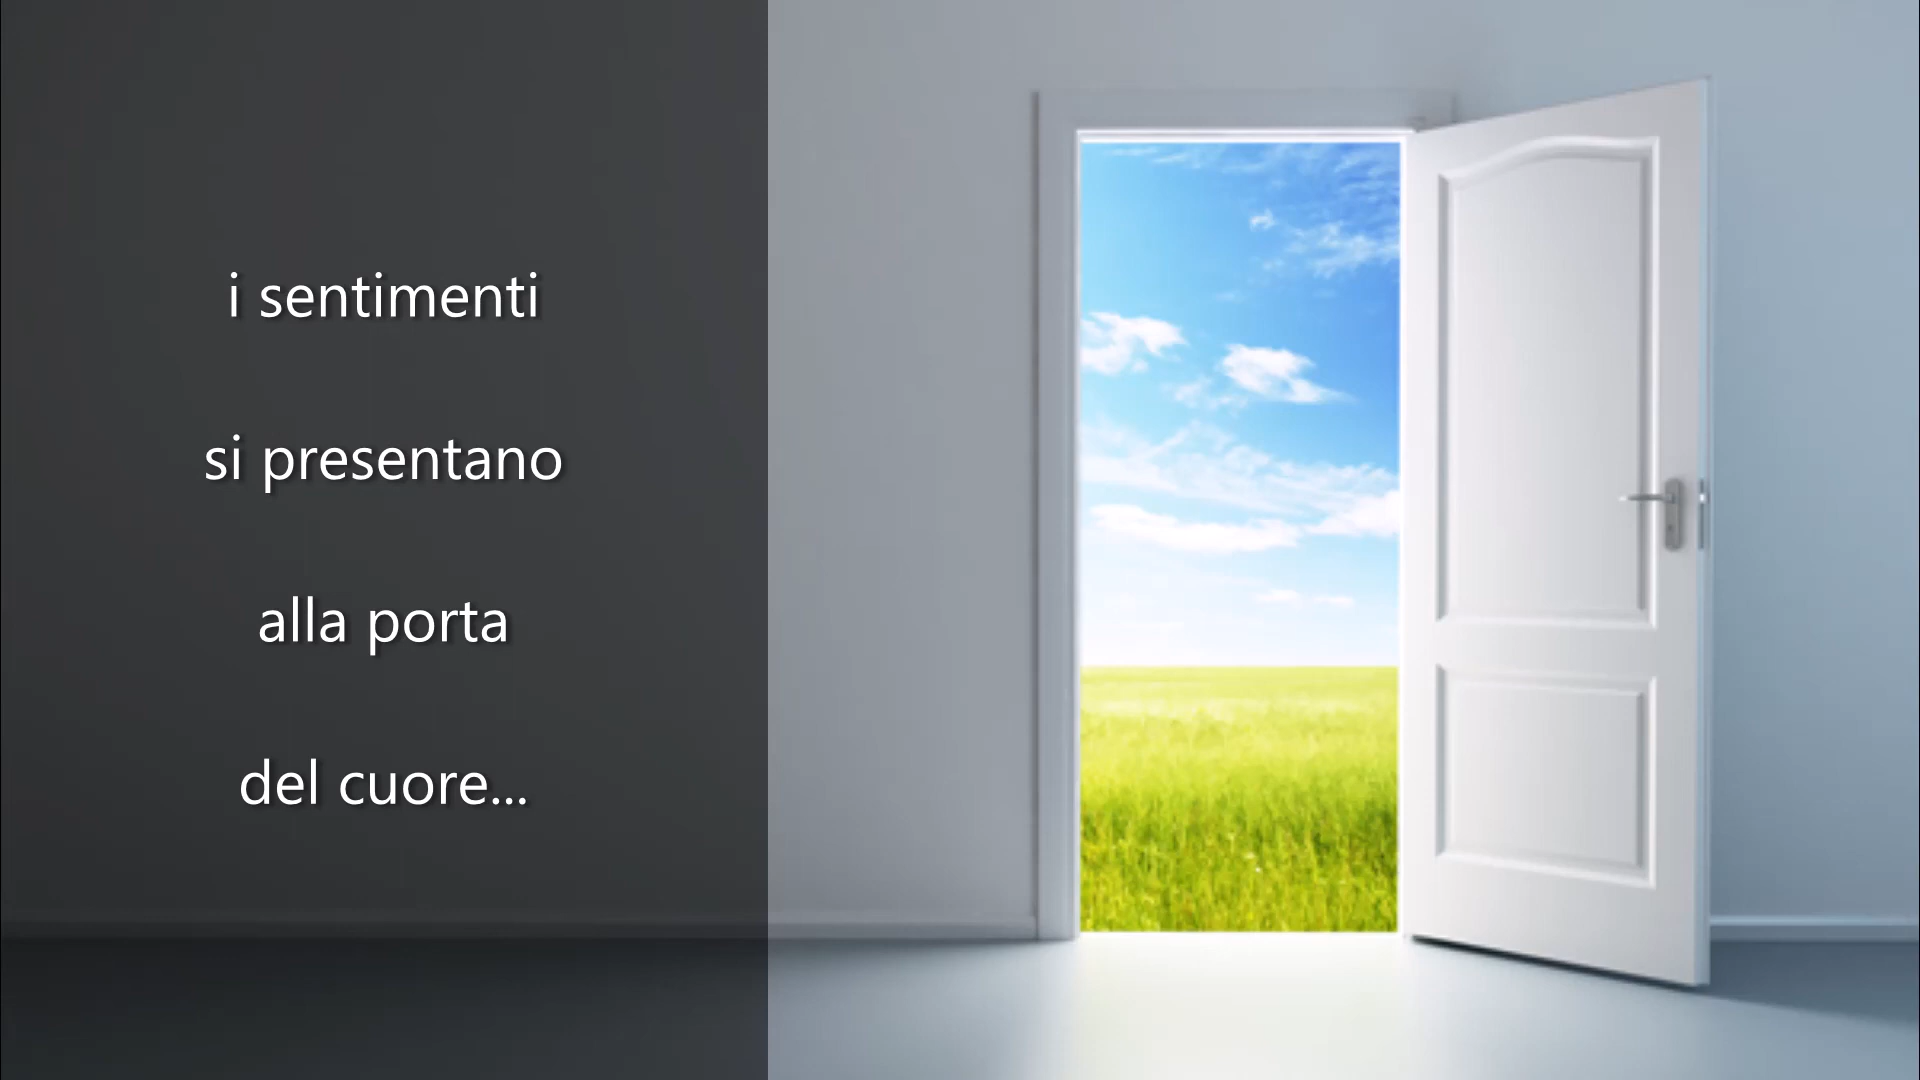 i sentimenti
si presentano
alla porta
del cuore...